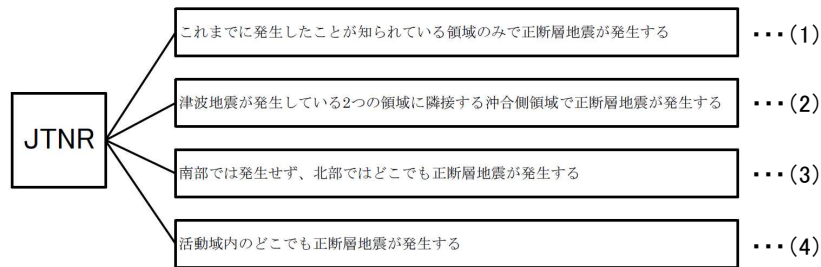 これまでに発生したことが知られている領域のみで正断層地震が発生する ・・・(1)
津波地震が発生している2つの領域に隣接する沖合側領域で正断層地震が発生する ・・・(2)
JTNR
南部では発生せず、北部ではどこでも正断層地震が発生する ・・・(3)
活動域内のどこでも正断層地震が発生する ・・・(4)